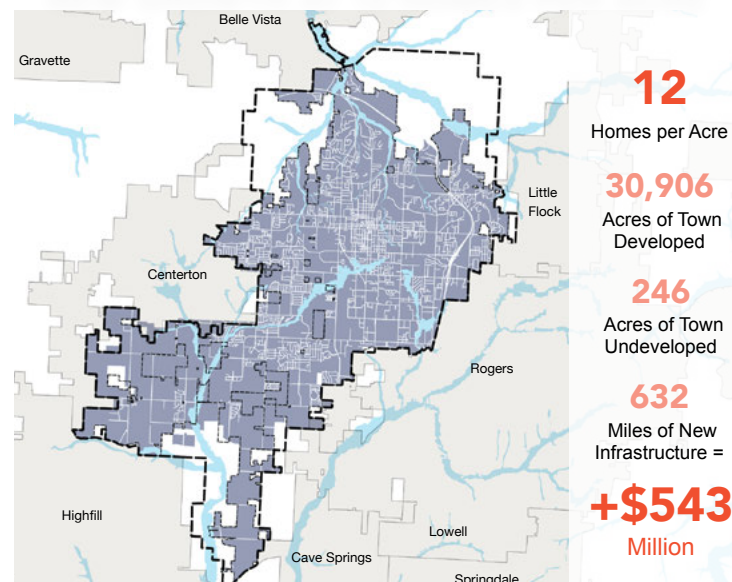 Belle Vista
Gravette
Little
Flock
Centerton
Rogers
Highfill
Lowell
Cave Springs
Springdale
12
Homes per Acre
30,906
Acres of Town
Developed
246
Acres of Town
Undeveloped
632
Miles of New
Infrastructure =
+$543
Million